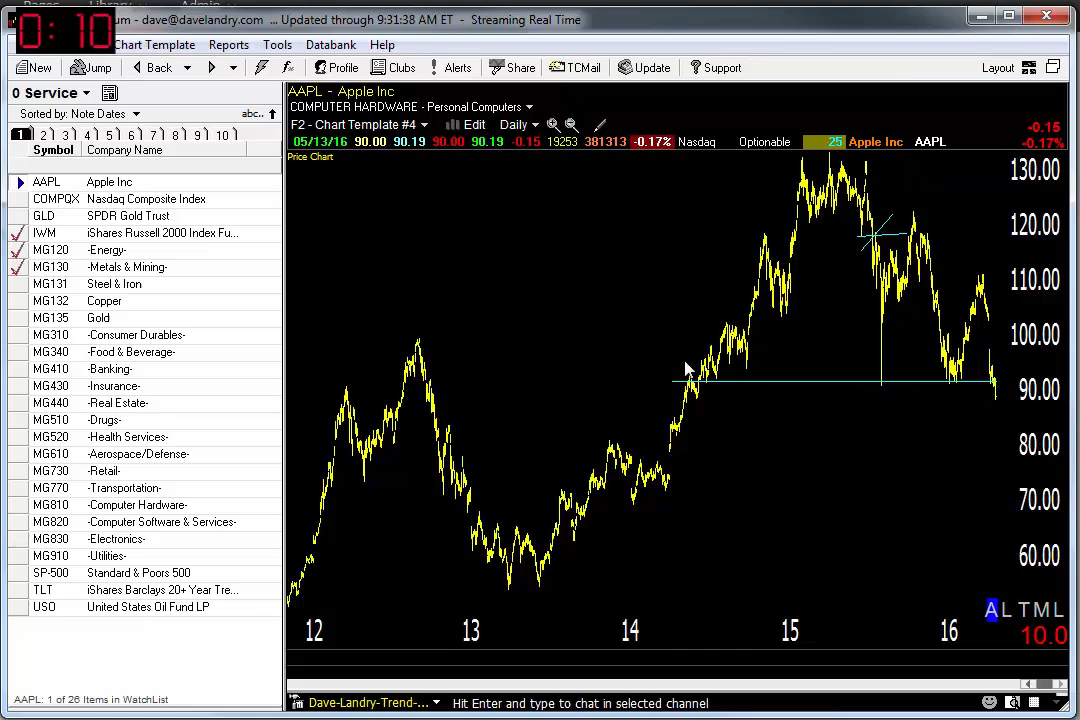 um - dave@davelandry.com ... Updated through 9:31:38 AM ET - Streaming Real Time
0:10
Chart Template Reports Tools Databank Help
New Jump Back Profile Clubs Alerts Share TCMail Update Support Layout
0 Service
Sorted by: Note Dates abc..
1 2 3 4 5 6 7 8 9 10
Symbol Company Name
AAPL Apple Inc
COMPQX Nasdaq Composite Index
GLD SPDR Gold Trust
IWM iShares Russell 2000 Index Fu...
MG120 -Energy-
MG130 -Metals & Mining-
MG131 Steel & Iron
MG132 Copper
MG135 Gold
MG310 -Consumer Durables-
MG340 -Food & Beverage-
MG410 -Banking-
MG430 -Insurance-
MG440 -Real Estate-
MG510 -Drugs-
MG520 -Health Services-
MG610 -Aerospace/Defense-
MG730 -Retail-
MG770 -Transportation-
MG810 -Computer Hardware-
MG820 -Computer Software & Services-
MG830 -Electronics-
MG910 -Utilities-
SP-500 Standard & Poors 500
TLT iShares Barclays 20+ Year Tre...
USO United States Oil Fund LP
AAPL: 1 of 26 Items in WatchList
AAPL - Apple Inc
COMPUTER HARDWARE - Personal Computers
F2 - Chart Template #4 Edit Daily
-0.15
05/13/16 90.00 90.19 90.00 90.19 -0.15 19253 381313 -0.17% Nasdaq Optionable 25 Apple Inc AAPL
-0.17%
Price Chart
130.00
120.00
110.00
100.00
90.00
80.00
70.00
60.00
A L T M L
12 13 14 15 16
10.0
Dave-Landry-Trend-... Hit Enter and type to chat in selected channel